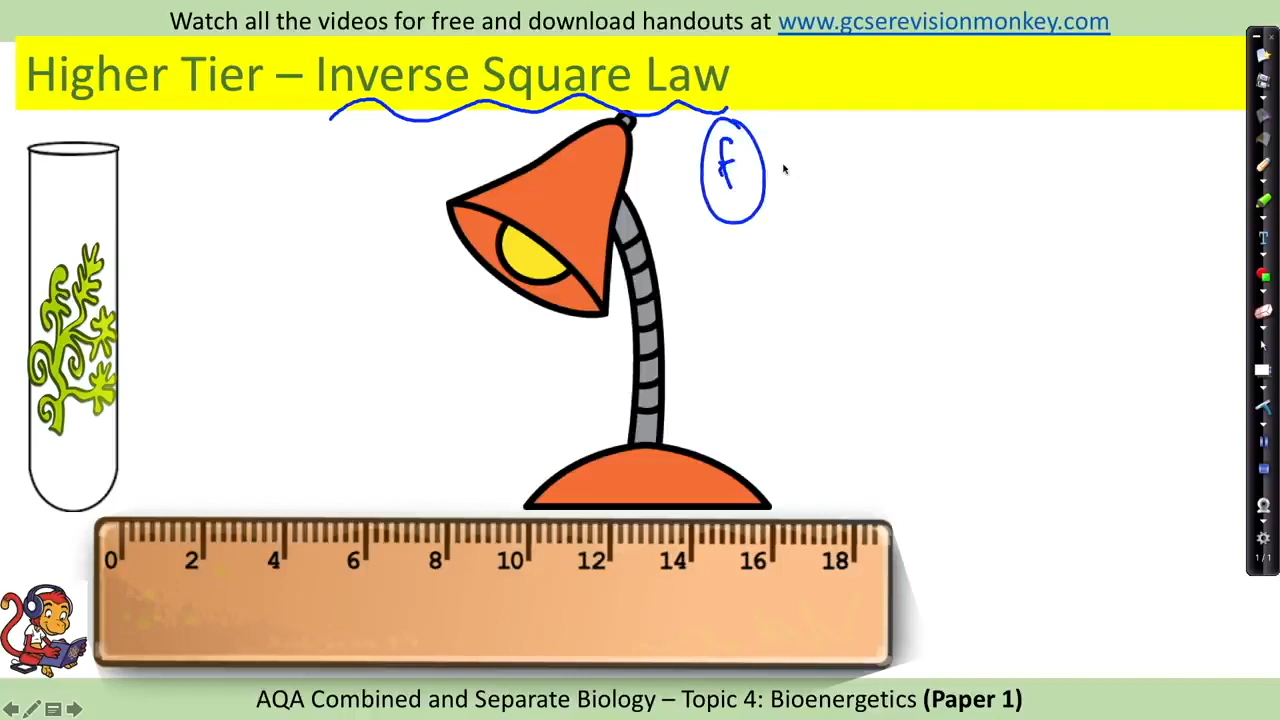 Watch all the videos for free and download handouts at www.gcserevisionmonkey.com
Higher Tier – Inverse Square Law
f
0 2 4 6 8 10 12 14 16 18
1/1
AQA Combined and Separate Biology – Topic 4: Bioenergetics (Paper 1)